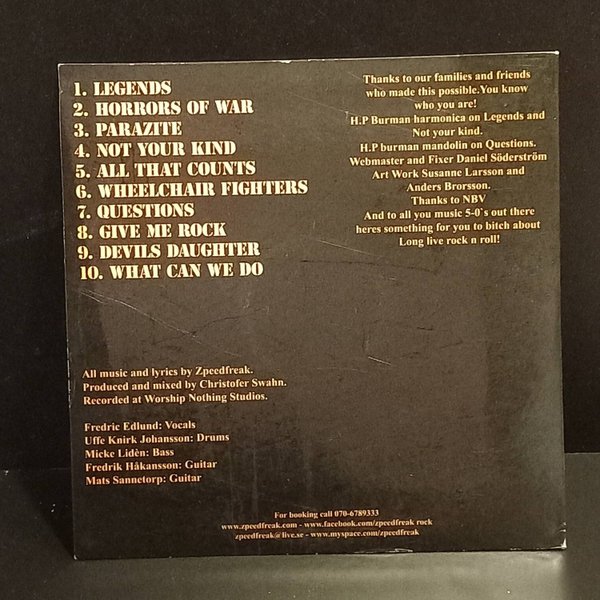 1. LEGENDS
2. HORRORS OF WAR
3. PARAZITE
4. NOT YOUR KIND
5. ALL THAT COUNTS
6. WHEELCHAIR FIGHTERS
7. QUESTIONS
8. GIVE ME ROCK
9. DEVILS DAUGHTER
10. WHAT CAN WE DO
Thanks to our families and friends
who made this possible.You know
who you are!
H.P Burman harmonica on Legends and
Not your kind.
H.P burman mandolin on Questions.
Webmaster and Fixer Daniel Söderström
Art Work Susanne Larsson and
Anders Brorsson.
Thanks to NBV
And to all you music 5-0`s out there
heres something for you to bitch about
Long live rock n roll!
All music and lyrics by Zpeedfreak.
Produced and mixed by Christofer Swahn.
Recorded at Worship Nothing Studios.
Fredric Edlund: Vocals
Uffe Knirk Johansson: Drums
Micke Lidèn: Bass
Fredrik Håkansson: Guitar
Mats Sannetorp: Guitar
For booking call 070-6789333
www.zpeedfreak.com - www.facebook.com/zpeedfreak rock
zpeedfreak@live.se - www.myspace.com/zpeedfreak